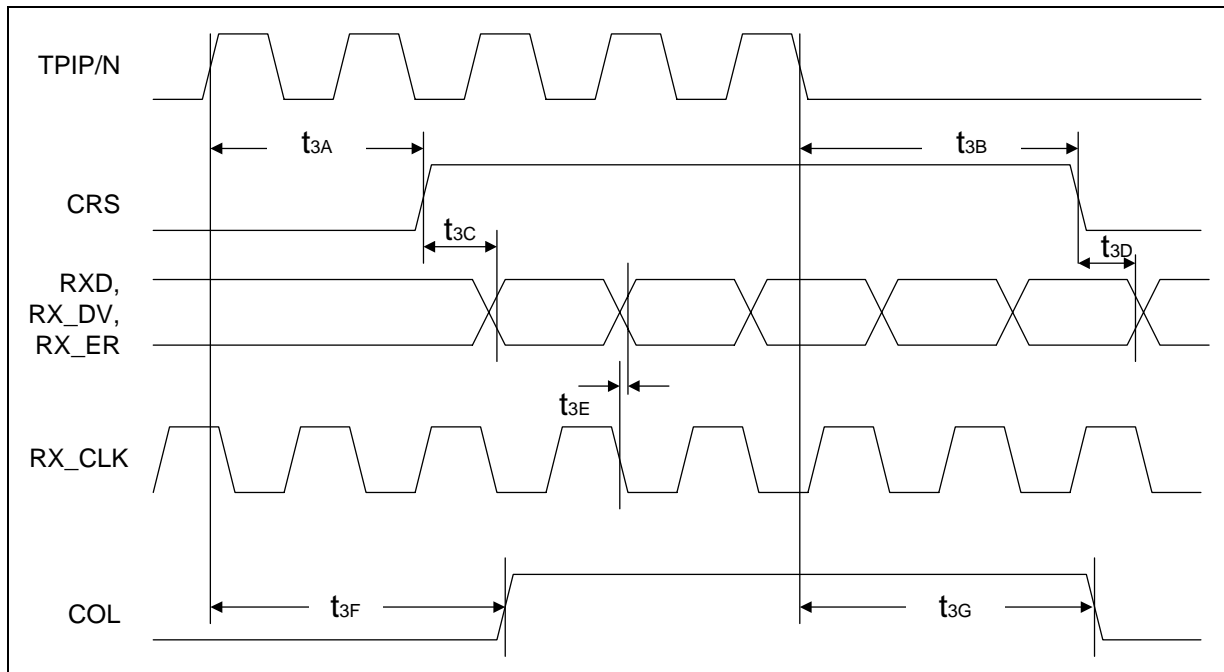 TPIP/N
t3A
t3B
CRS
t3C
t3D
RXD,
RX_DV,
RX_ER
t3E
RX_CLK
t3F
t3G
COL